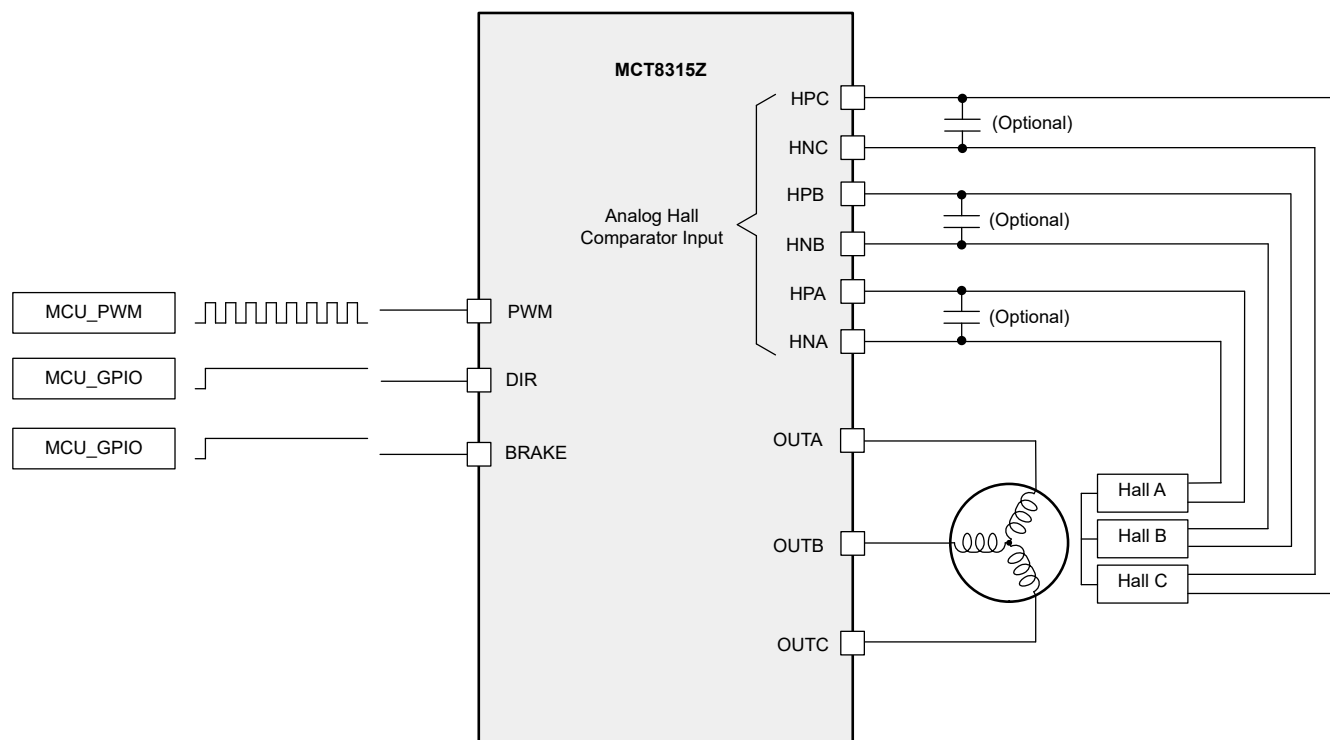 MCT8315Z
HPC
(Optional)
HNC
HPB
Analog Hall
Comparator Input
(Optional)
HNB
HPA
MCU_PWM
PWM
(Optional)
HNA
MCU_GPIO
DIR
OUTA
MCU_GPIO
BRAKE
Hall A
Hall B
OUTB
Hall C
OUTC